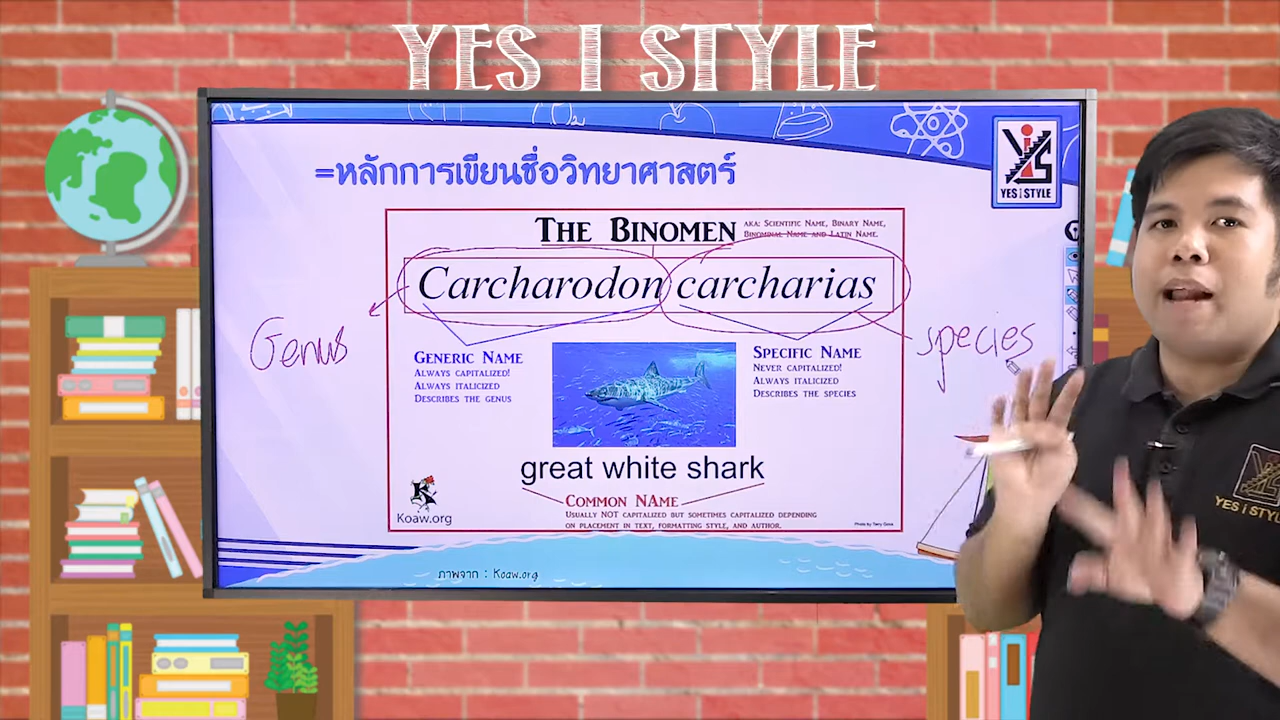 YES I STYLE
=หลักการเขียนชื่อวิทยาศาสตร์
YiS
YES i STYLE
THE BINOMEN
AKA: SCIENTIFIC NAME, BINARY NAME,
BINOMINAL NAME AND LATIN NAME.
Carcharodon carcharias
Genus
species
GENERIC NAME
ALWAYS CAPITALIZED!
ALWAYS ITALICIZED
DESCRIBES THE GENUS
SPECIFIC NAME
NEVER CAPITALIZED!
ALWAYS ITALICIZED
DESCRIBES THE SPECIES
great white shark
COMMON NAME
USUALLY NOT CAPITALIZED BUT SOMETIMES CAPITALIZED DEPENDING
ON PLACEMENT IN TEXT, FORMATTING STYLE, AND AUTHOR.
Koaw.org
ภาพจาก : Koaw.org
YES i STY